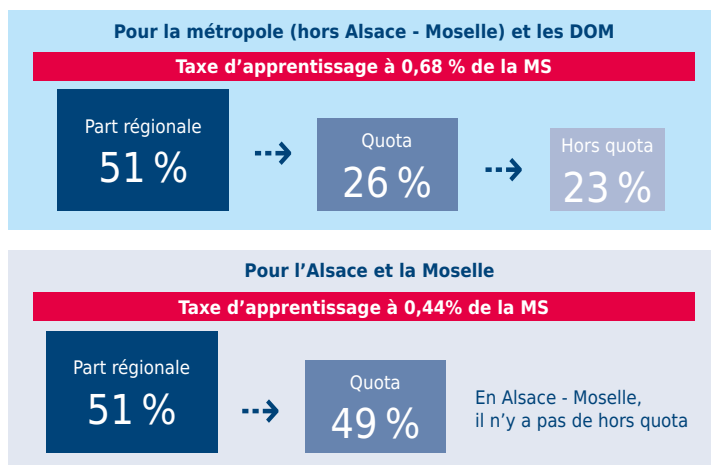 Pour la métropole (hors Alsace - Moselle) et les DOM
Taxe d’apprentissage à 0,68 % de la MS
Part régionale
51 %
Quota
26 %
Hors quota
23 %
Pour l’Alsace et la Moselle
Taxe d’apprentissage à 0,44% de la MS
Part régionale
51 %
Quota
49 %
En Alsace - Moselle,
il n’y a pas de hors quota